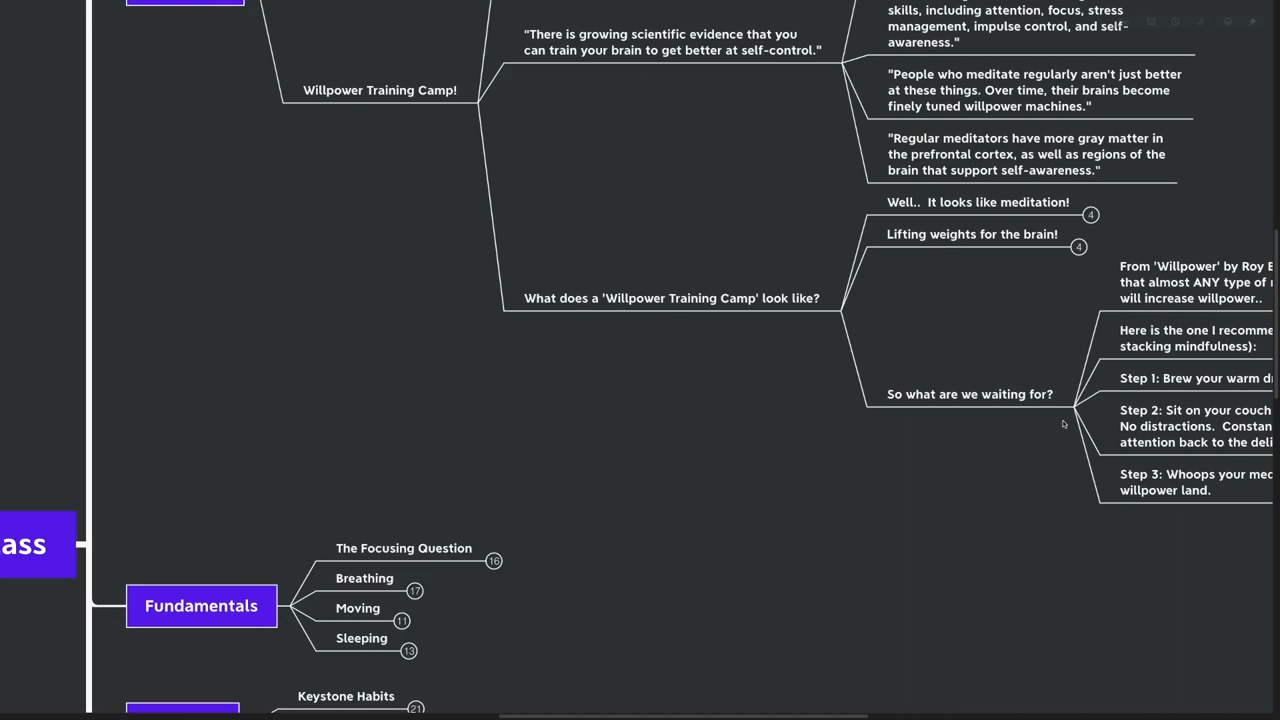 skills, including attention, focus, stress
management, impulse control, and self-
awareness."
"There is growing scientific evidence that you
can train your brain to get better at self-control."
"People who meditate regularly aren't just better
at these things. Over time, their brains become
finely tuned willpower machines."
Willpower Training Camp!
"Regular meditators have more gray matter in
the prefrontal cortex, as well as regions of the
brain that support self-awareness."
Well.. It looks like meditation!
4
Lifting weights for the brain!
4
What does a 'Willpower Training Camp' look like?
From 'Willpower' by Roy
that almost ANY type of
will increase willpower..
Here is the one I
stacking mindfulness):
So what are we waiting for?
Step 1: Brew your warm
Step 2: Sit on your couch
No distractions.
attention back to the
Step 3: Whoops your
willpower land.
The Focusing Question
16
Breathing
17
Fundamentals
Moving
11
Sleeping
13
Keystone Habits
21